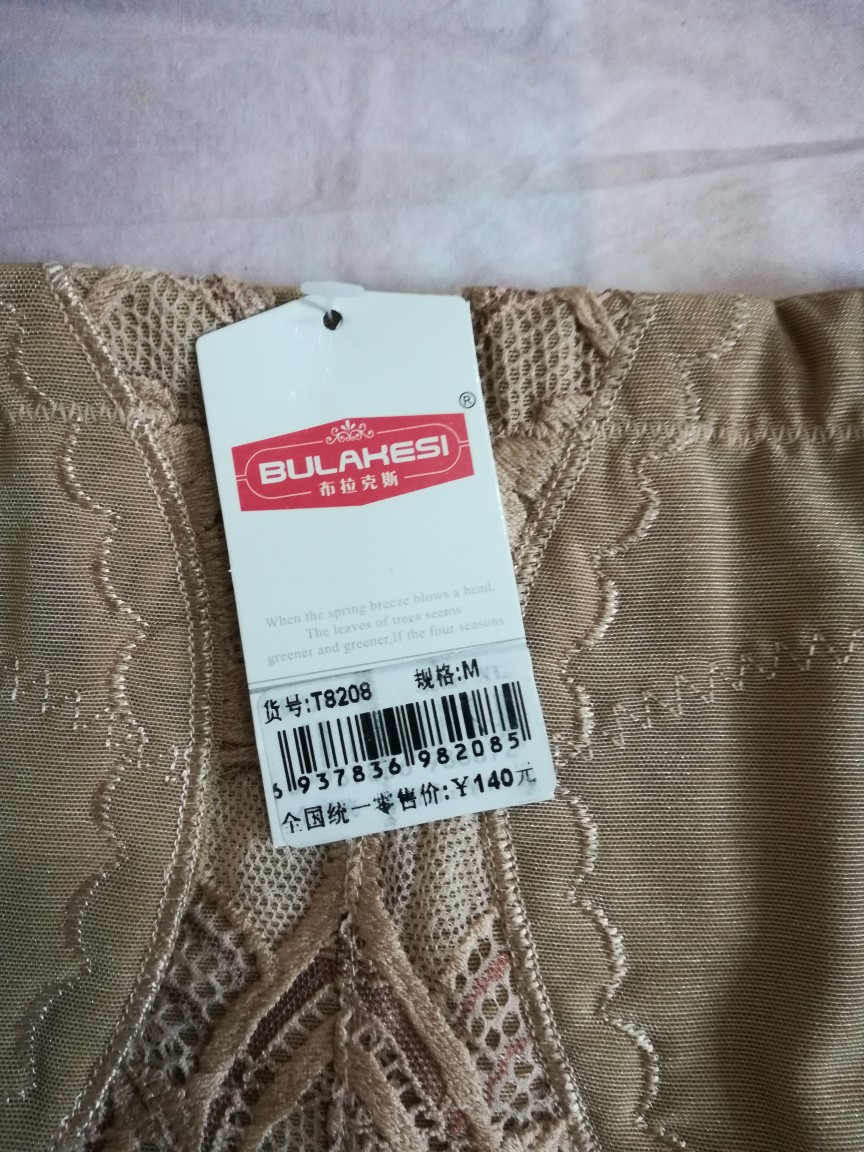 ®
BULAKESI
布拉克斯
When the spring breeze blows a head,
The leaves of trees seems
greener and greener,If the four seasons
货号:T8208 规格:M
6 937836 982085
全国统一零售价:¥140元